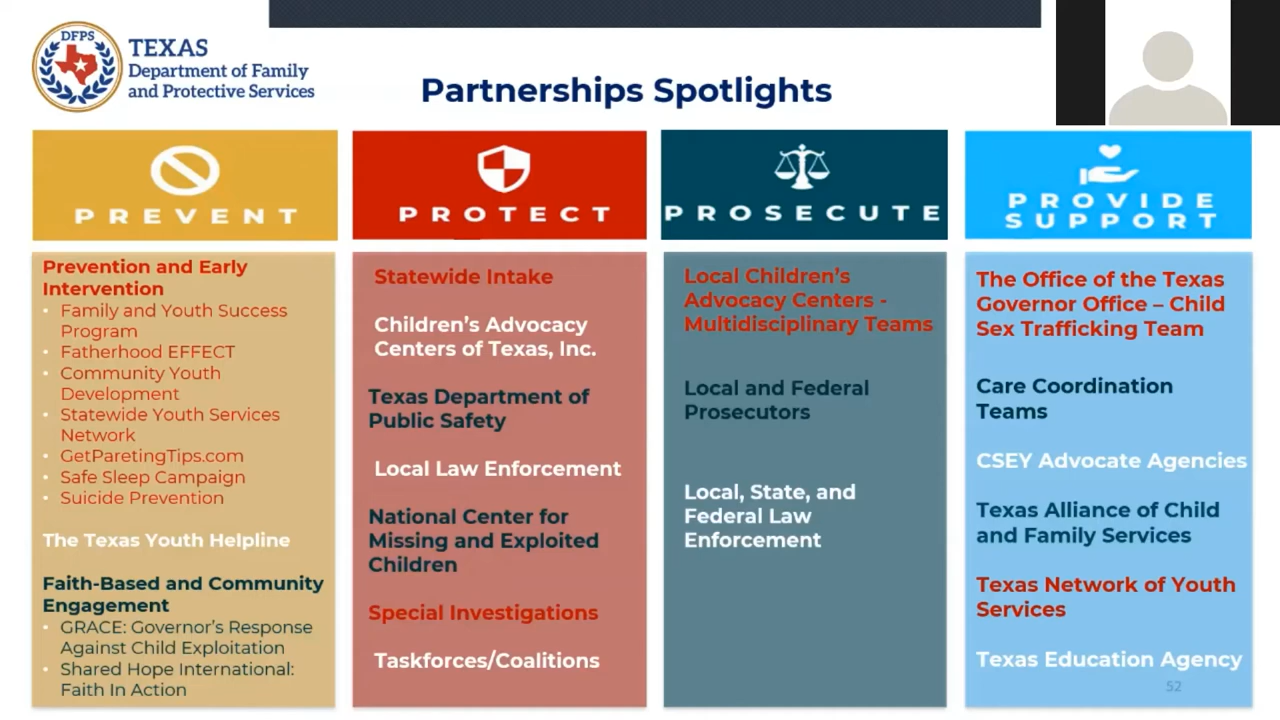 DFPS
TEXAS
Department of Family
and Protective Services
Partnerships Spotlights
PREVENT
Prevention and Early
Intervention
• Family and Youth Success
Program
• Fatherhood EFFECT
• Community Youth
Development
• Statewide Youth Services
Network
• GetParetingTips.com
• Safe Sleep Campaign
• Suicide Prevention
The Texas Youth Helpline
Faith-Based and Community
Engagement
• GRACE: Governor's Response
Against Child Exploitation
• Shared Hope International:
Faith In Action
PROTECT
Statewide Intake
Children's Advocacy
Centers of Texas, Inc.
Texas Department of
Public Safety
Local Law Enforcement
National Center for
Missing and Exploited
Children
Special Investigations
Taskforces/Coalitions
PROSECUTE
Local Children's
Advocacy Centers -
Multidisciplinary Teams
Local and Federal
Prosecutors
Local, State, and
Federal Law
Enforcement
PROVIDE
SUPPORT
The Office of the Texas
Governor Office – Child
Sex Trafficking Team
Care Coordination
Teams
CSEY Advocate Agencies
Texas Alliance of Child
and Family Services
Texas Network of Youth
Services
Texas Education Agency
52